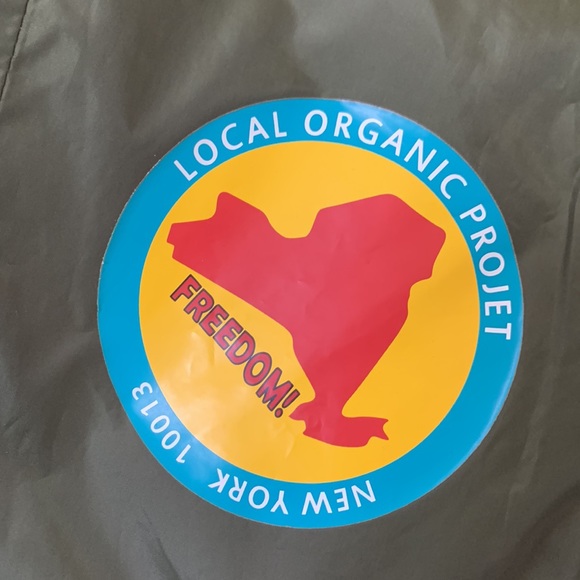 LOCAL ORGANIC PROJET
FREEDOM!
NEW YORK 10013